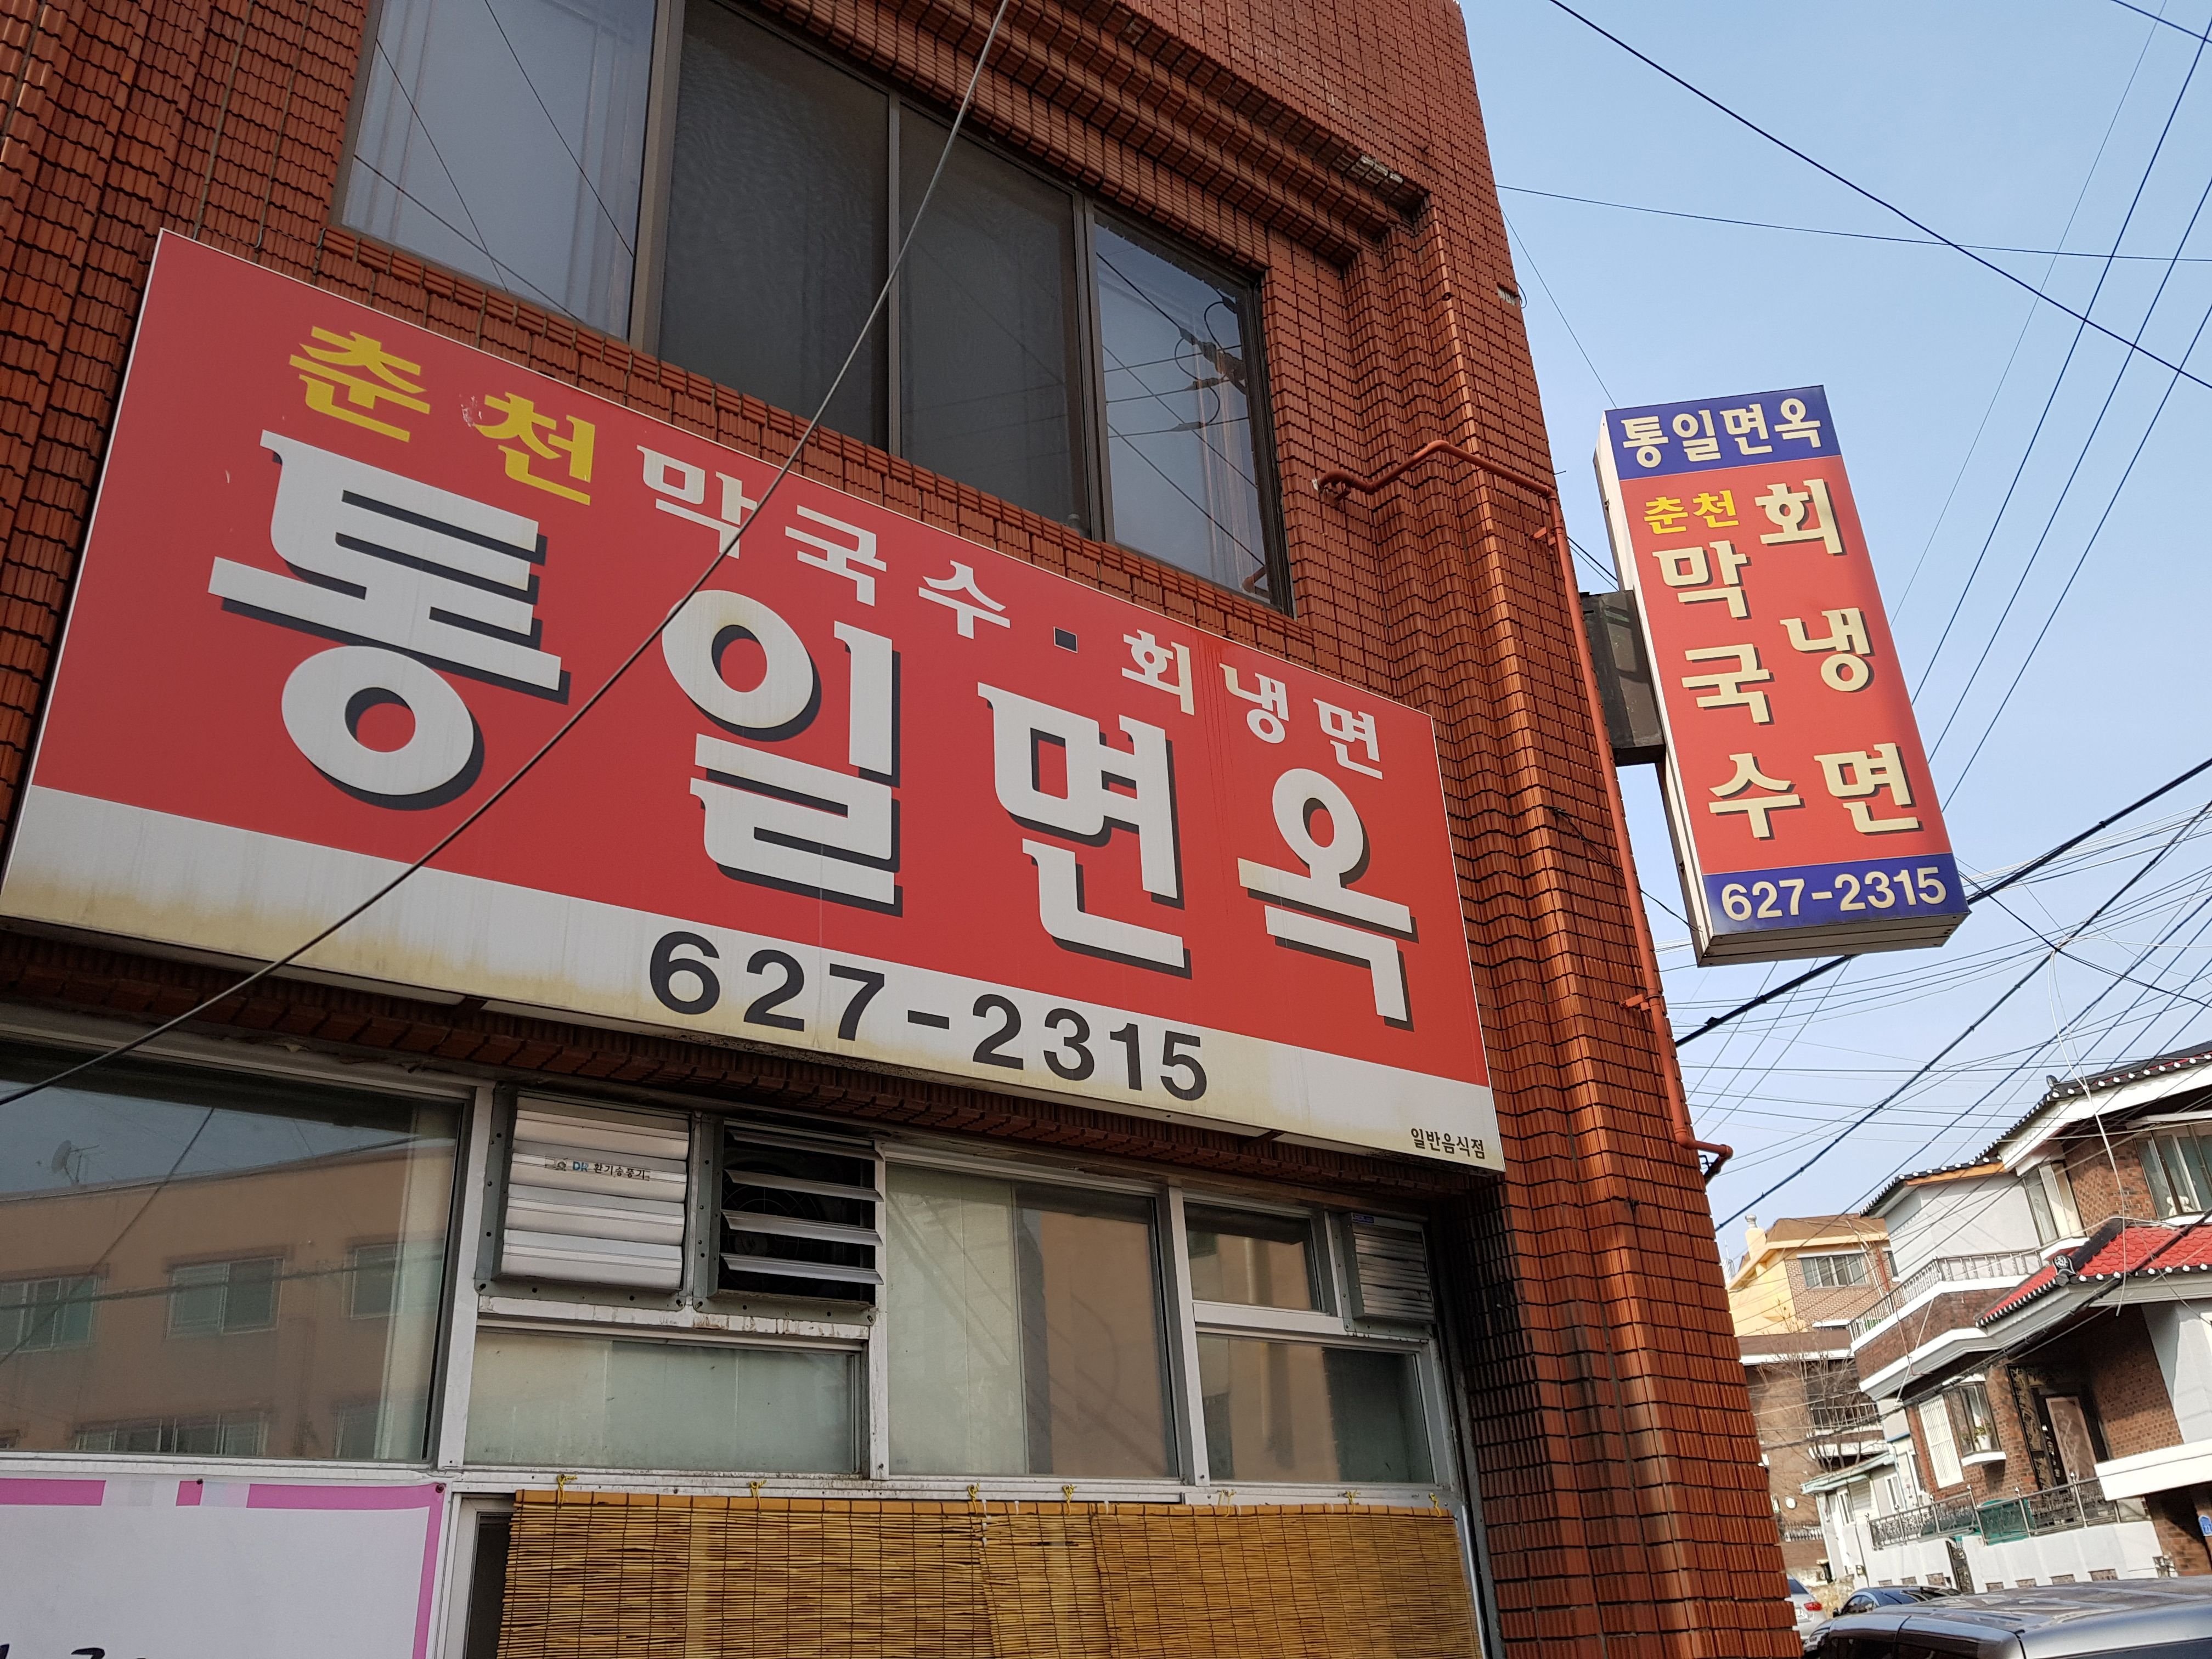 춘천 막국수 · 회냉면
통일면옥
627-2315
일반음식점
통일면옥
춘천
막국수
회냉면
627-2315
환기송풍기